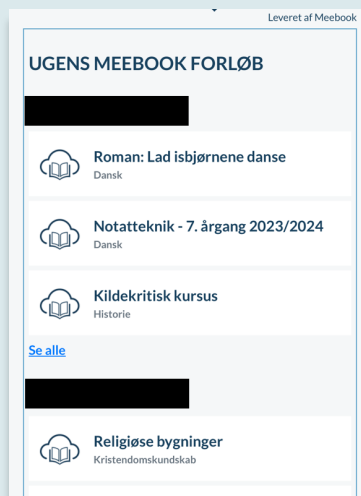 Leveret af Meebook
UGENS MEEBOOK FORLØB
Roman: Lad isbjørnene danse
Dansk
Notatteknik - 7. årgang 2023/2024
Dansk
Kildekritisk kursus
Historie
Se alle
Religiøse bygninger
Kristendomskundskab